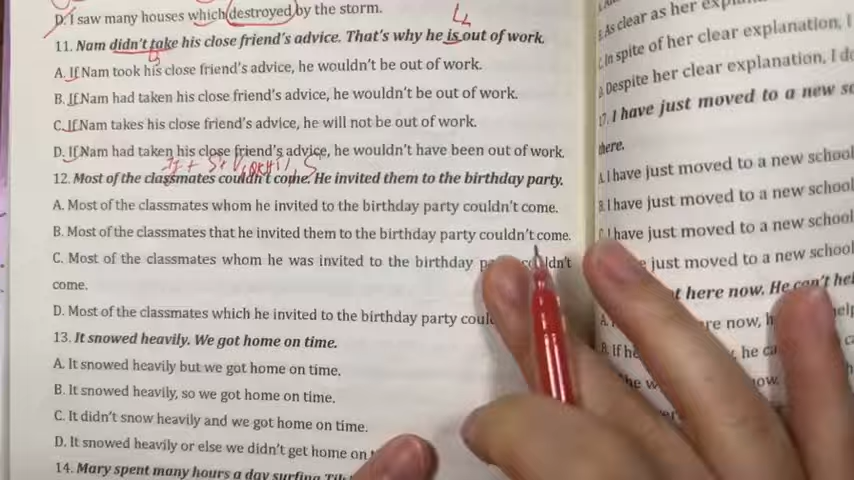 D. I saw many houses which destroyed by the storm.
11. Nam didn't take his close friend's advice. That's why he is out of work.
A. If Nam took his close friend's advice, he wouldn't be out of work.
B. If Nam had taken his close friend's advice, he wouldn't be out of work.
C. If Nam takes his close friend's advice, he will not be out of work.
D. If Nam had taken his close friend's advice, he wouldn't have been out of work.
12. Most of the classmates couldn't come. He invited them to the birthday party.
A. Most of the classmates whom he invited to the birthday party couldn't come.
B. Most of the classmates that he invited them to the birthday party couldn't come.
C. Most of the classmates whom he was invited to the birthday
come.
D. Most of the classmates which he invited to the birthday party
13. It snowed heavily. We got home on time.
A. It snowed heavily but we got home on time.
B. It snowed heavily, so we got home on time.
C. It didn't snow heavily and we got home on time.
D. It snowed heavily or else we didn't get home on
14. Mary spent many hours a day surfing
B. As clear as her
C. In spite of her clear explanation, I
D. Despite her clear explanation, I
17. I have just moved to a new
there.
A. I have just moved to a new school
B. I have just moved to a new school
I have just moved to a new school
just moved to a new school
here now. He can't
A.
B. If he
he